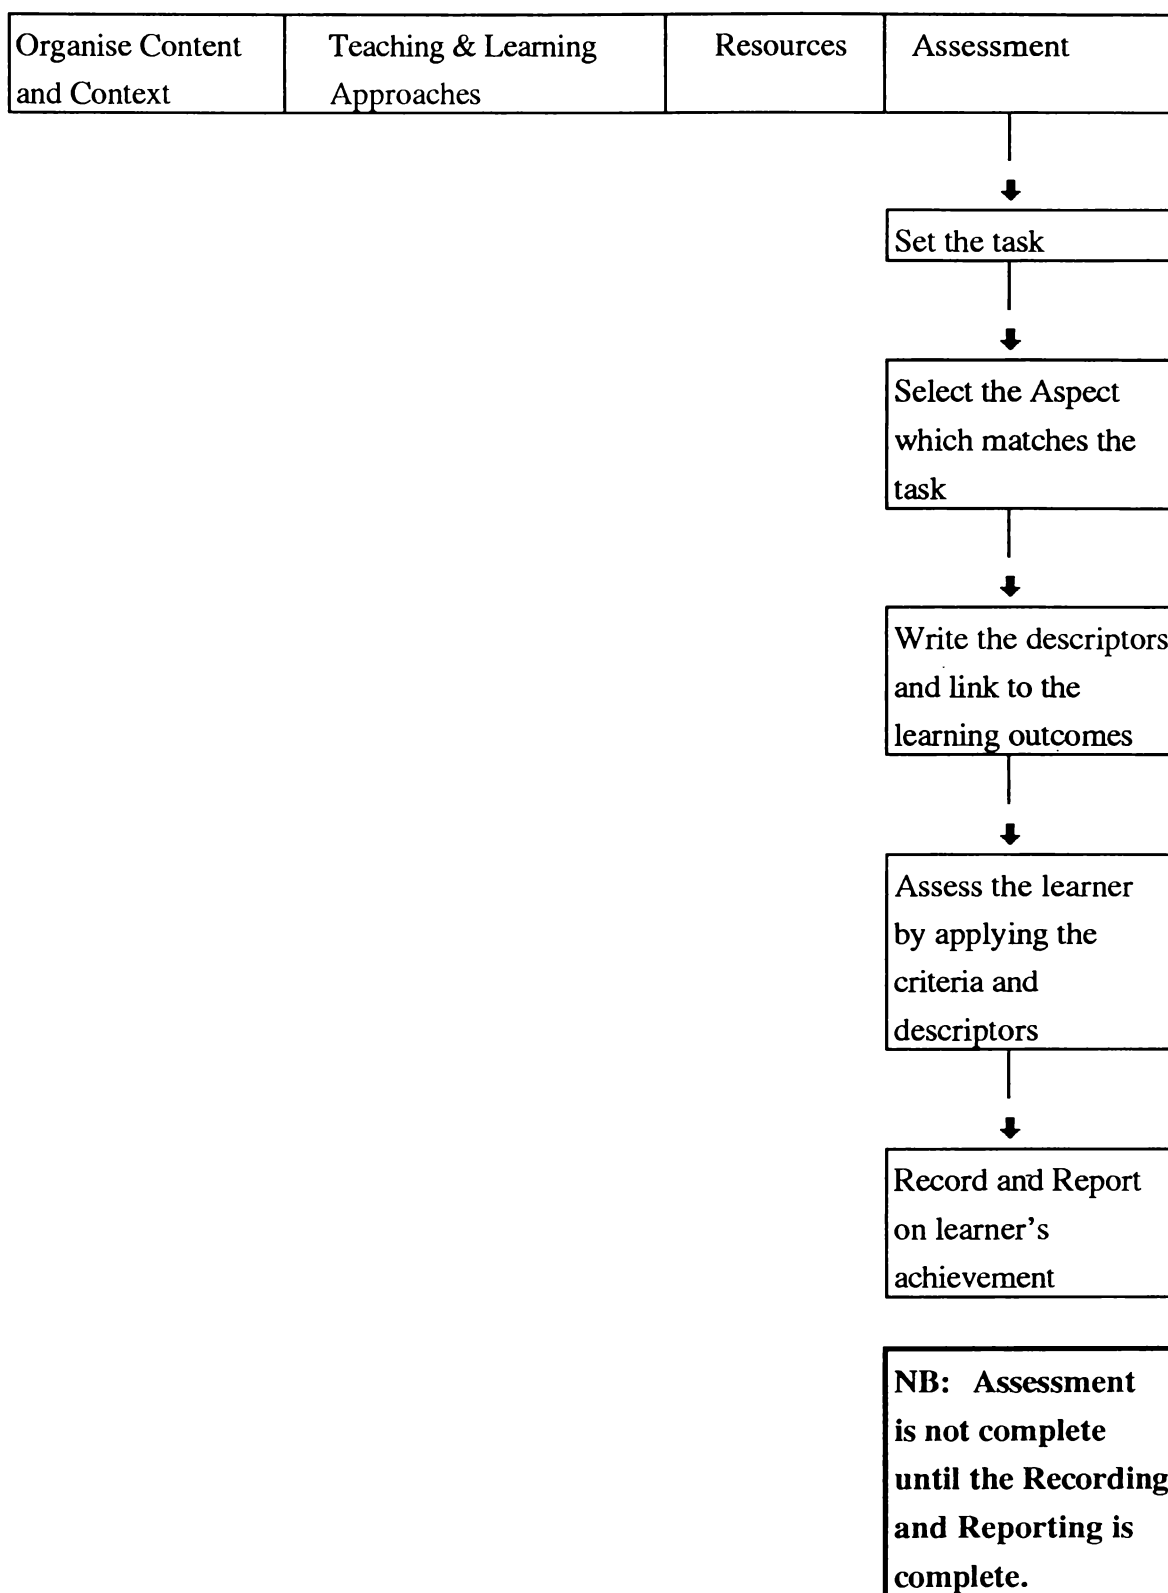 Organise Content
and Context
Teaching & Learning
Approaches
Resources
Assessment
Set the task
Select the Aspect
which matches the
task
Write the descriptors
and link to the
learning outcomes
Assess the learner
by applying the
criteria and
descriptors
Record and Report
on learner's
achievement
NB: Assessment
is not complete
until the Recording
and Reporting is
complete.